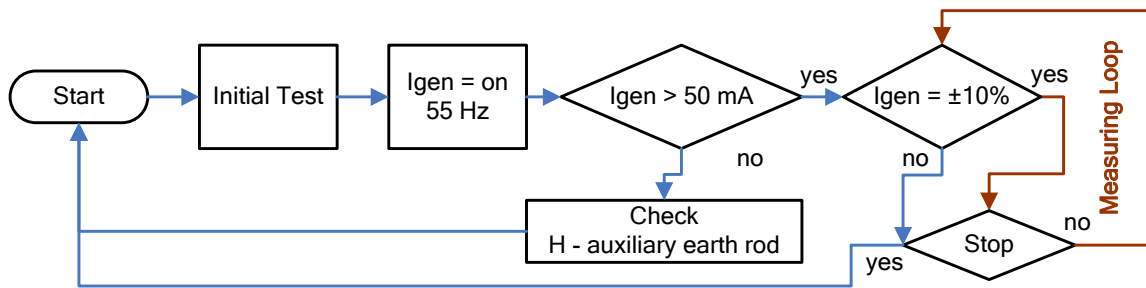 Start
Initial Test
Igen = on
55 Hz
Igen > 50 mA
yes
Igen = ±10%
yes
no
no
Check
H - auxiliary earth rod
Stop
yes
no
Measuring Loop